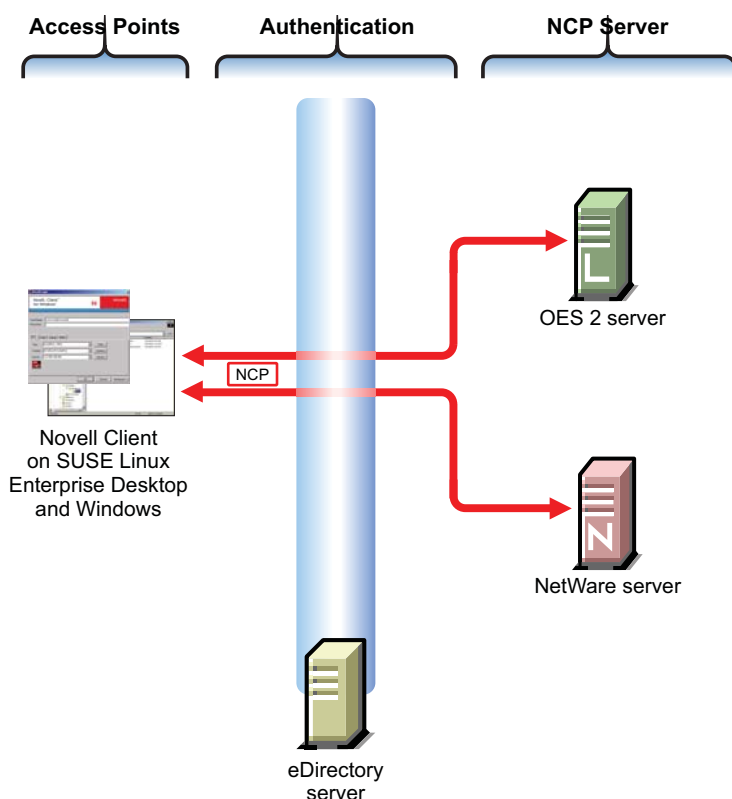 Access Points
Authentication
NCP Server
OES 2 server
NCP
Novell Client
on SUSE Linux
Enterprise Desktop
and Windows
L
N
NetWare server
eDirectory
server